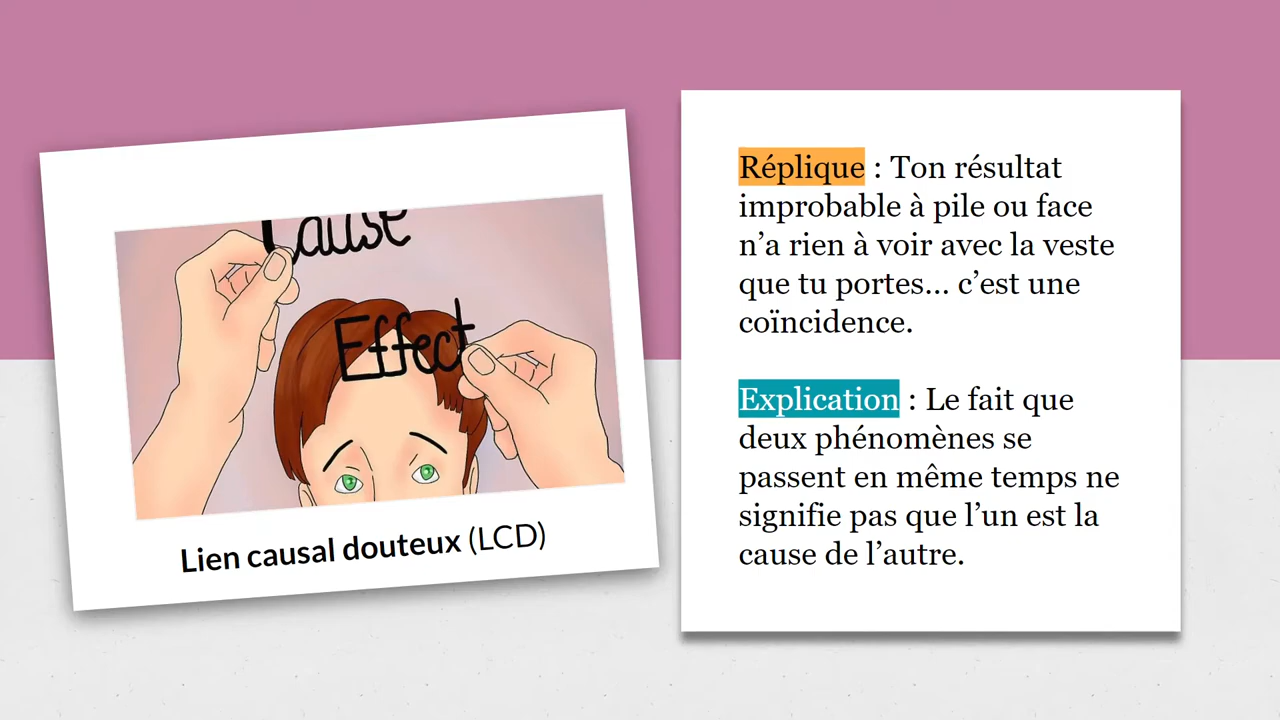 Cause
Effect
Lien causal douteux (LCD)
Réplique : Ton résultat
improbable à pile ou face
n’a rien à voir avec la veste
que tu portes... c’est une
coïncidence.
Explication : Le fait que
deux phénomènes se
passent en même temps ne
signifie pas que l’un est la
cause de l’autre.